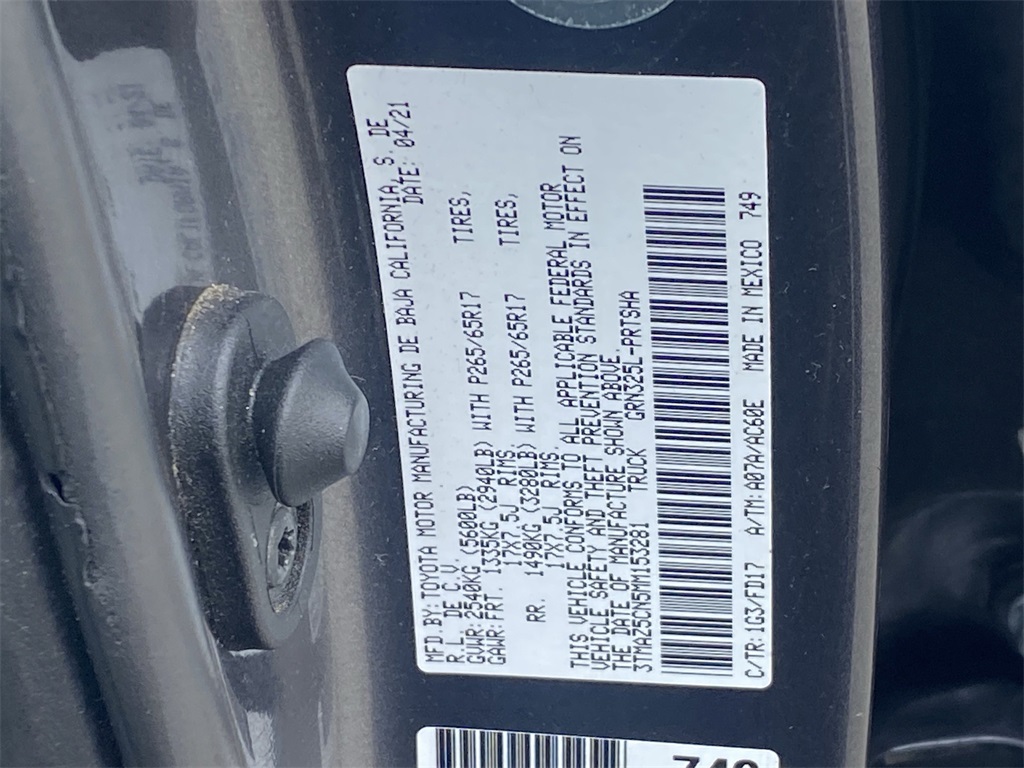 MFD.BY: TOYOTA MOTOR MANUFACTURING DE BAJA CALIFORNIA, S. DE
R.L. DE C.V. DATE: 04/21
GVWR: 2540KG (5600LB)
GAWR: FRT. 1335KG (2940LB) WITH P265/65R17 TIRES,
17X7.5J RIMS,
RR. 1490KG (3280LB) WITH P265/65R17 TIRES,
17X7.5J RIMS.
THIS VEHICLE CONFORMS TO ALL APPLICABLE FEDERAL MOTOR
VEHICLE SAFETY AND THEFT PREVENTION STANDARDS IN EFFECT ON
THE DATE OF MANUFACTURE SHOWN ABOVE.
3TMAZ5CN5MM153281 TRUCK GRN325L-PRTSHA
C/TR: 1G3/FD17 A/TM: A07A/AC60E MADE IN MEXICO 749
749